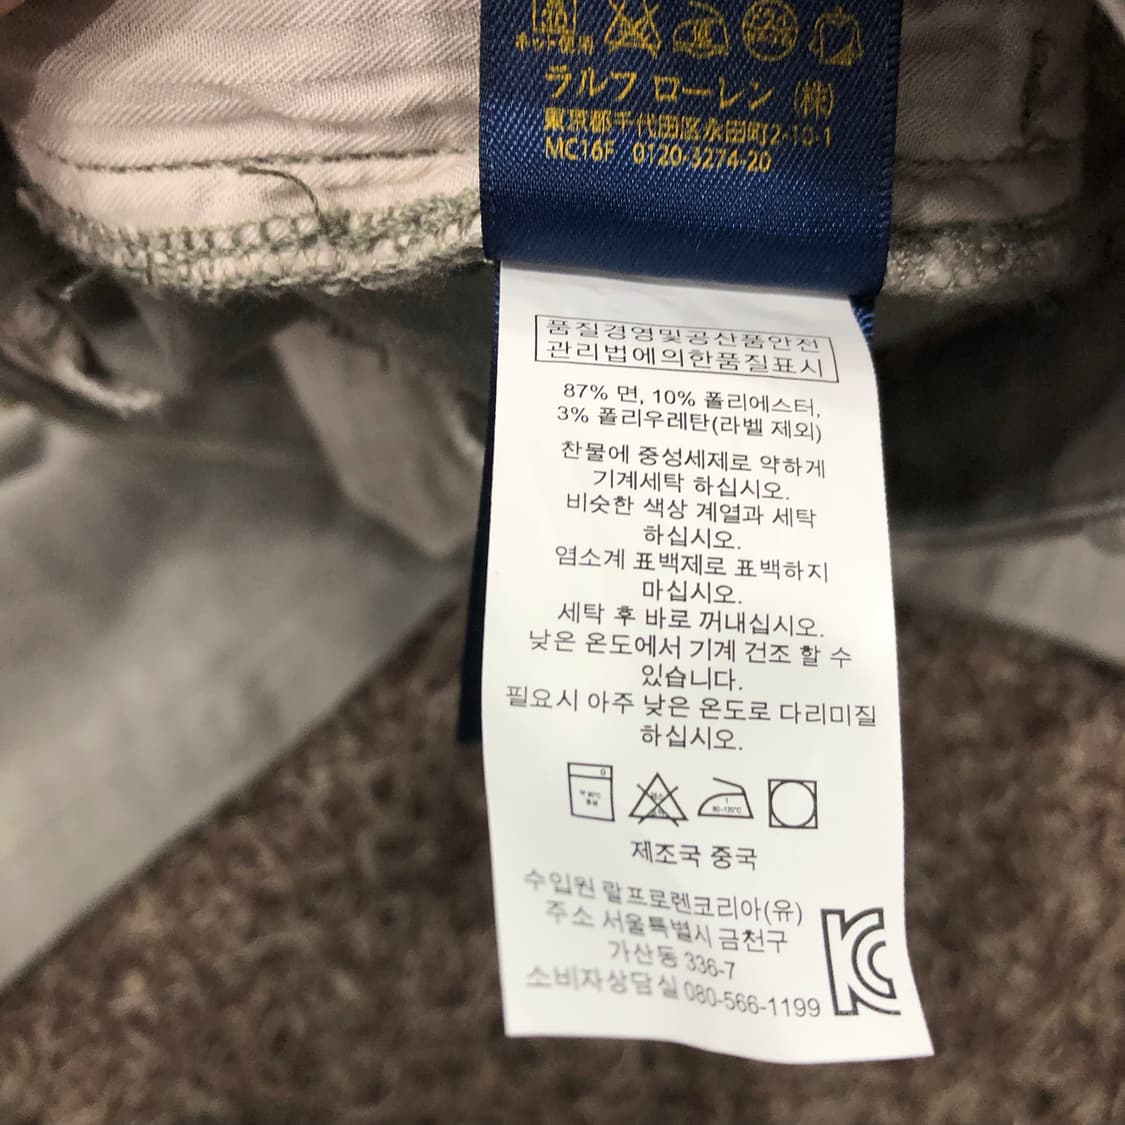 ネット使用
ラルフ ローレン (株)
東京都千代田区永田町2-10-1
MC16F 0120-3274-20
품질경영및공산품안전
관리법에의한품질표시
87% 면, 10% 폴리에스터,
3% 폴리우레탄(라벨 제외)
찬물에 중성세제로 약하게
기계세탁 하십시오.
비슷한 색상 계열과 세탁
하십시오.
염소계 표백제로 표백하지
마십시오.
세탁 후 바로 꺼내십시오.
낮은 온도에서 기계 건조 할 수
있습니다.
필요시 아주 낮은 온도로 다리미질
하십시오.
80~120℃
제조국 중국
수입원 랄프로렌코리아(유)
주소 서울특별시 금천구
가산동 336-7
소비자상담실 080-566-1199